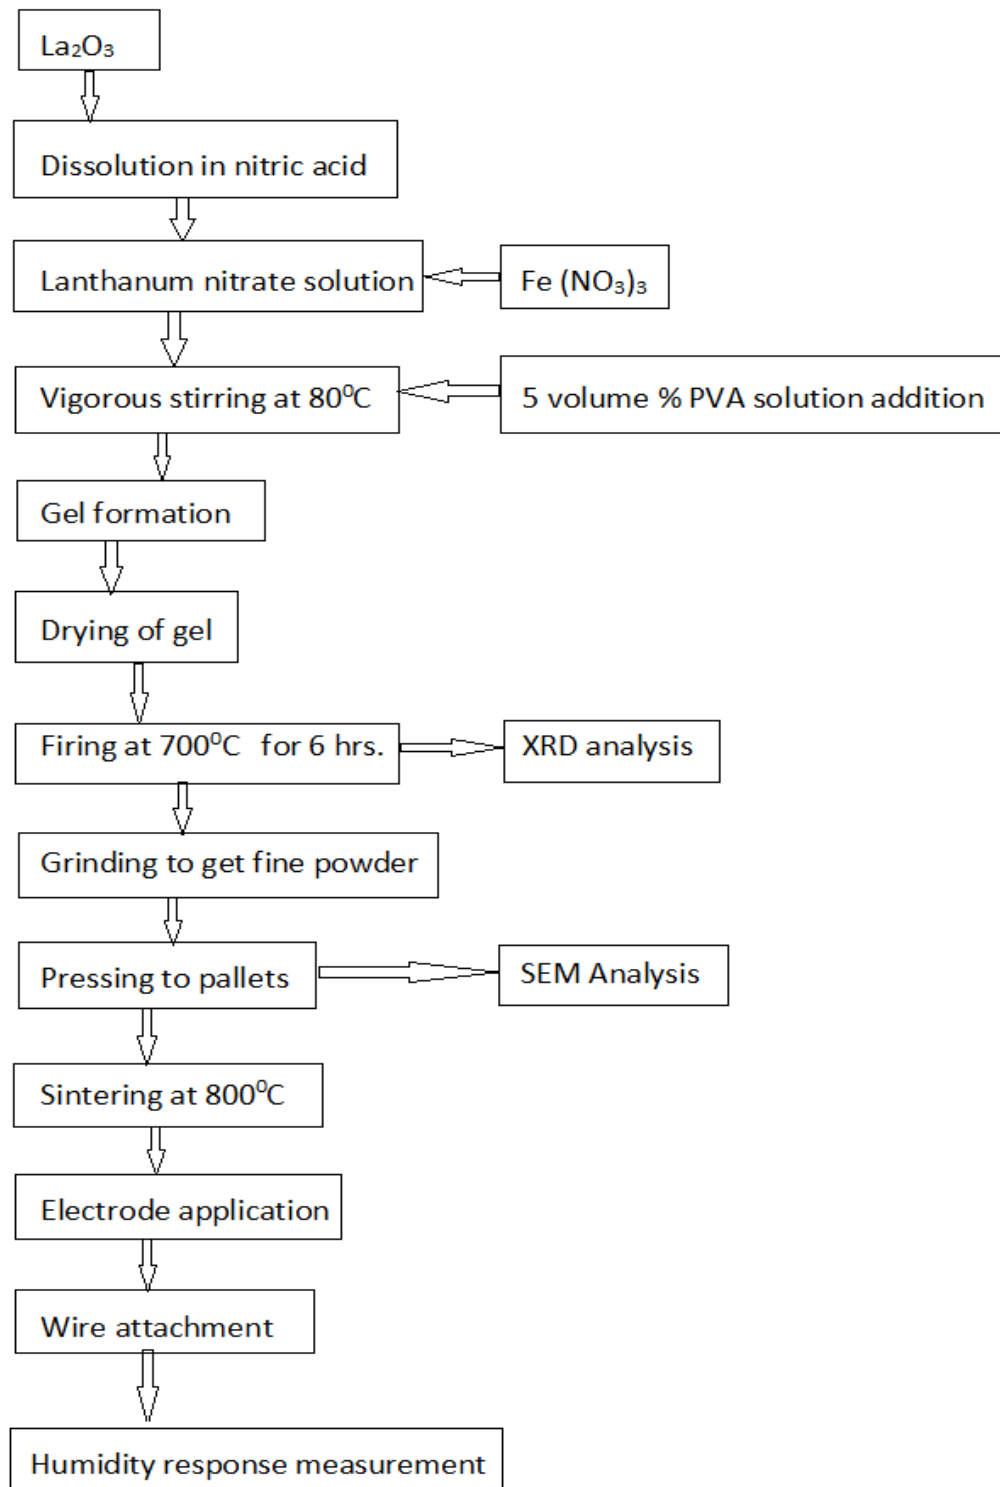 La₂O₃
Dissolution in nitric acid
Lanthanum nitrate solution
Fe (NO₃)₃
Vigorous stirring at 80⁰C
5 volume % PVA solution addition
Gel formation
Drying of gel
Firing at 700⁰C for 6 hrs.
XRD analysis
Grinding to get fine powder
Pressing to pallets
SEM Analysis
Sintering at 800⁰C
Electrode application
Wire attachment
Humidity response measurement